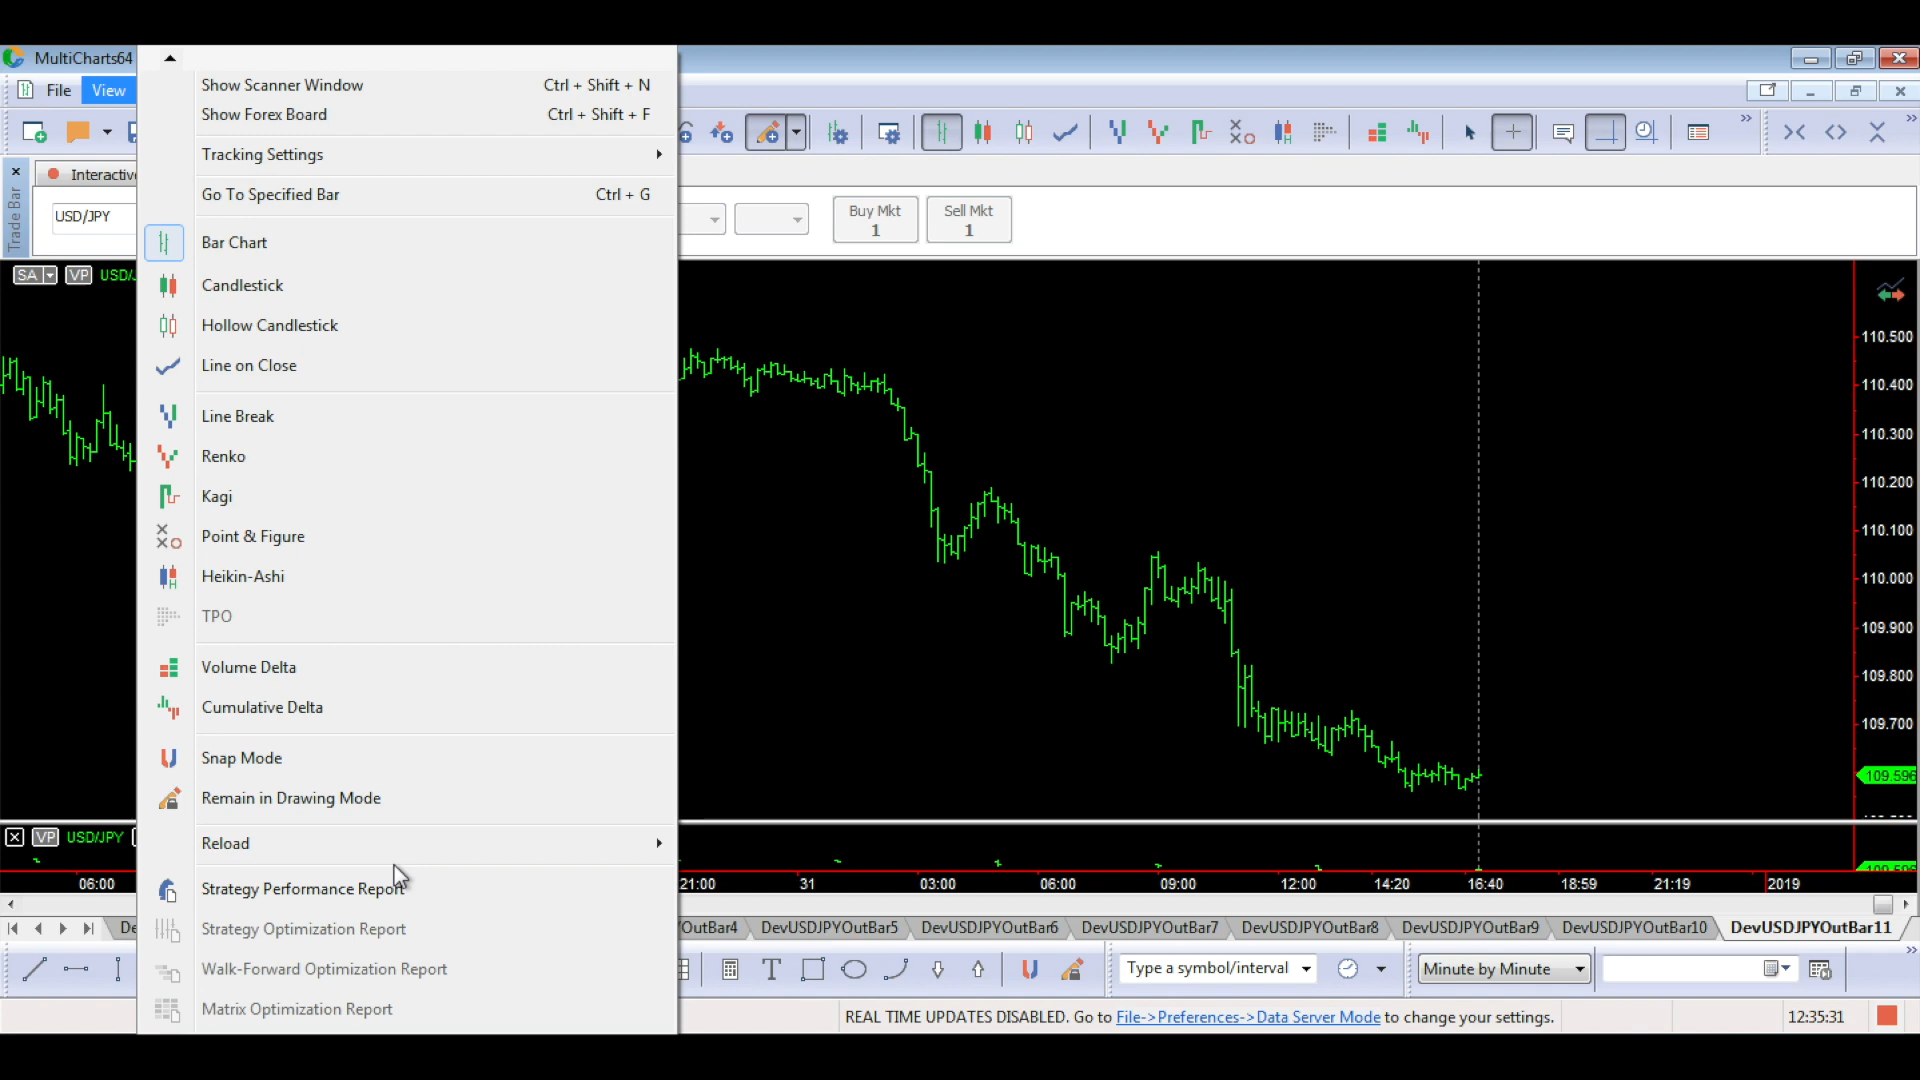 MultiCharts64
File View
Show Scanner Window Ctrl + Shift + N
Show Forex Board Ctrl + Shift + F
Tracking Settings
Go To Specified Bar Ctrl + G
Bar Chart
Candlestick
Hollow Candlestick
Line on Close
Line Break
Renko
Kagi
Point & Figure
Heikin-Ashi
TPO
Volume Delta
Cumulative Delta
Snap Mode
Remain in Drawing Mode
Reload
Strategy Performance Report
Strategy Optimization Report
Walk-Forward Optimization Report
Matrix Optimization Report
Trade Bar
Interactive
USD/JPY
Buy Mkt
1
Sell Mkt
1
SA VP USD/J
110.500
110.400
110.300
110.200
110.100
110.000
109.900
109.800
109.700
109.596
VP USD/JPY
06:00 21:00 31 03:00 06:00 09:00 12:00 14:20 16:40 18:59 21:19 2019
De OutBar4 DevUSDJPYOutBar5 DevUSDJPYOutBar6 DevUSDJPYOutBar7 DevUSDJPYOutBar8 DevUSDJPYOutBar9 DevUSDJPYOutBar10 DevUSDJPYOutBar11
Type a symbol/interval Minute by Minute
REAL TIME UPDATES DISABLED. Go to File->Preferences->Data Server Mode to change your settings. 12:35:31